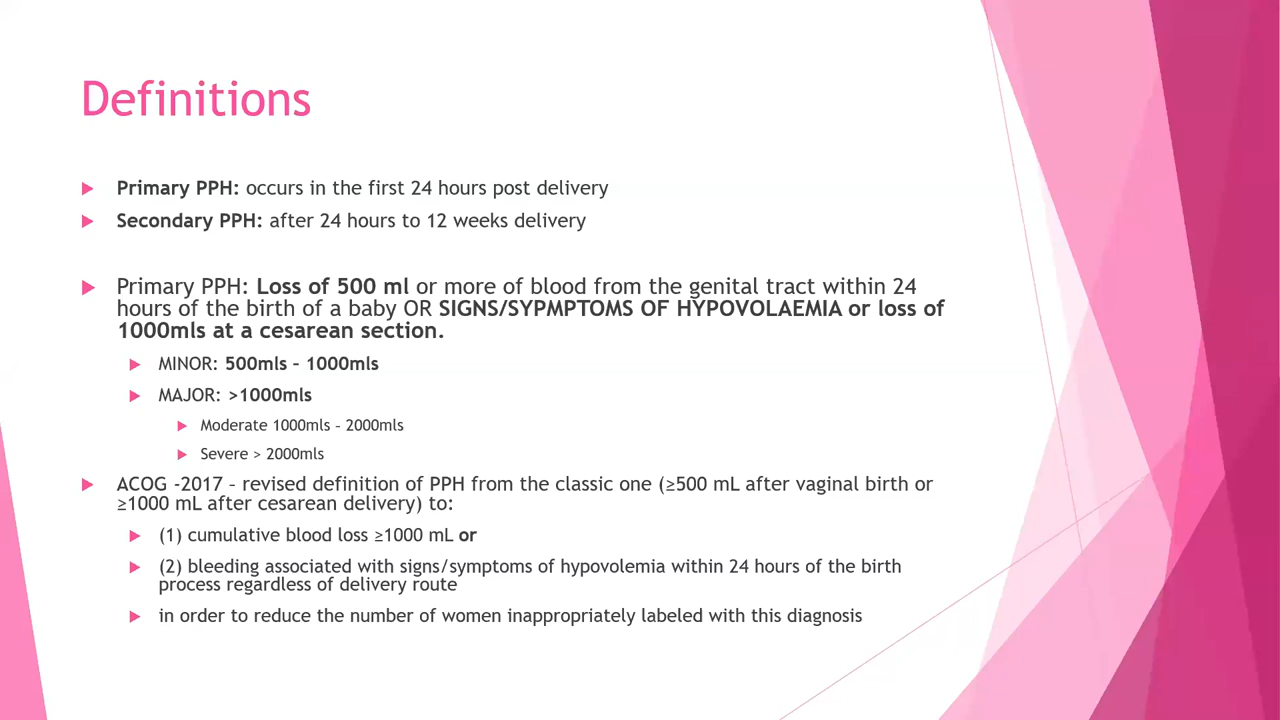 Definitions
Primary PPH: occurs in the first 24 hours post delivery
Secondary PPH: after 24 hours to 12 weeks delivery
Primary PPH: Loss of 500 ml or more of blood from the genital tract within 24
hours of the birth of a baby OR SIGNS/SYPMPTOMS OF HYPOVOLAEMIA or loss of
1000mls at a cesarean section.
MINOR: 500mls – 1000mls
MAJOR: >1000mls
Moderate 1000mls – 2000mls
Severe > 2000mls
ACOG -2017 – revised definition of PPH from the classic one (≥500 mL after vaginal birth or
≥1000 mL after cesarean delivery) to:
(1) cumulative blood loss ≥1000 mL or
(2) bleeding associated with signs/symptoms of hypovolemia within 24 hours of the birth
process regardless of delivery route
in order to reduce the number of women inappropriately labeled with this diagnosis